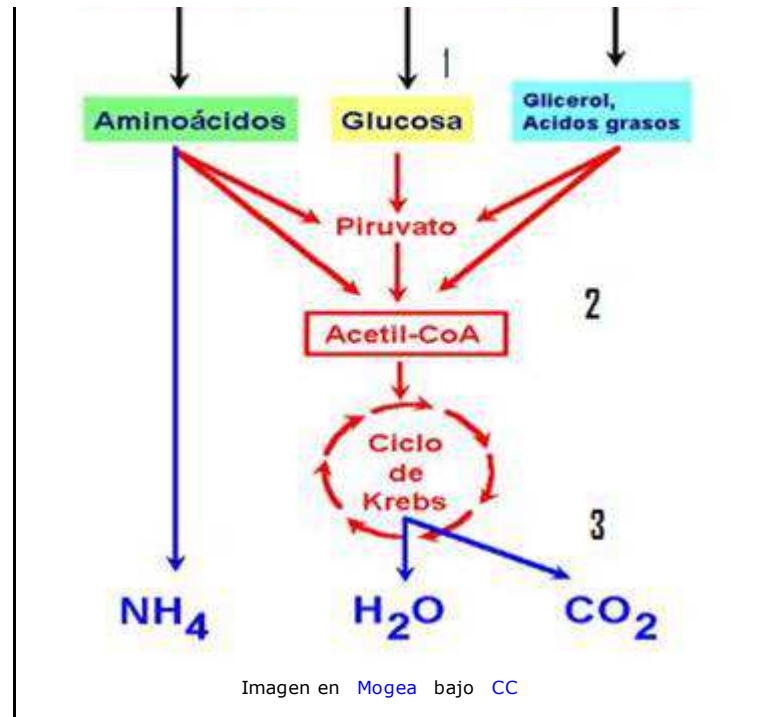 1
Aminoácidos
Glucosa
Glicerol,
Acidos grasos
Piruvato
2
Acetil-CoA
Ciclo
de
Krebs
3
NH4
H2O
CO2
Imagen en Mogea bajo CC